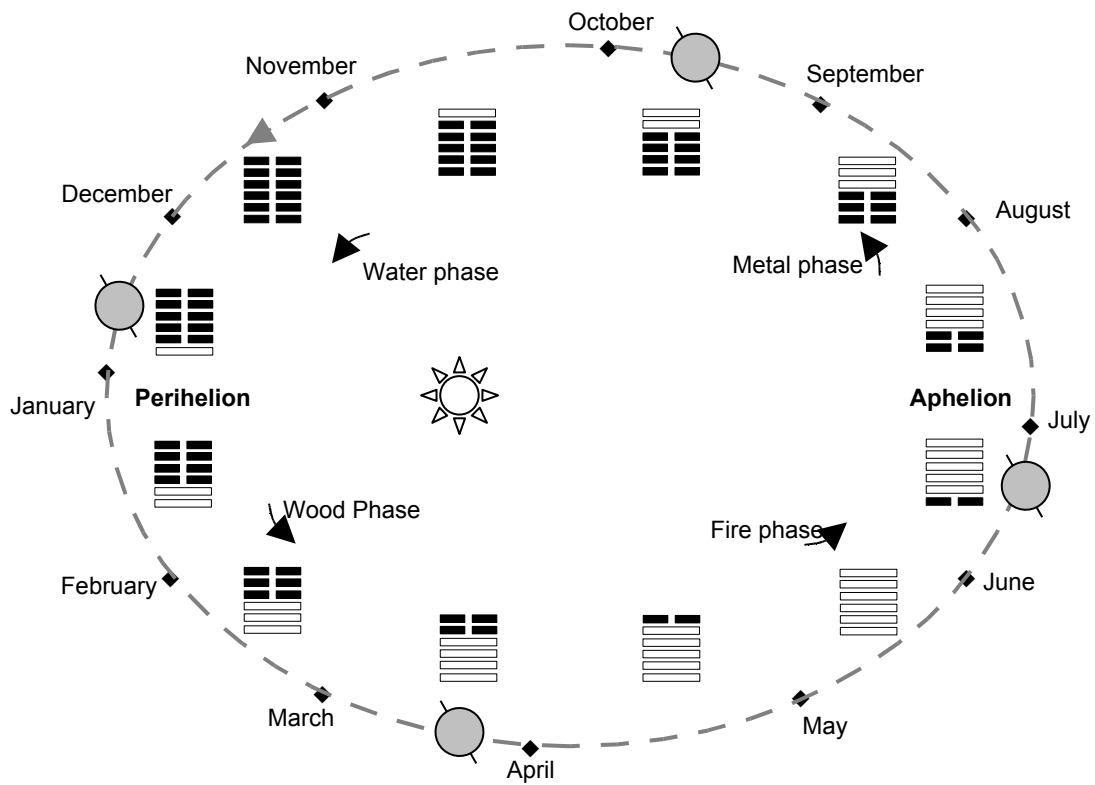 October
November
September
December
August
Water phase
Metal phase
January
Perihelion
Aphelion
July
Wood Phase
Fire phase
February
June
March
May
April